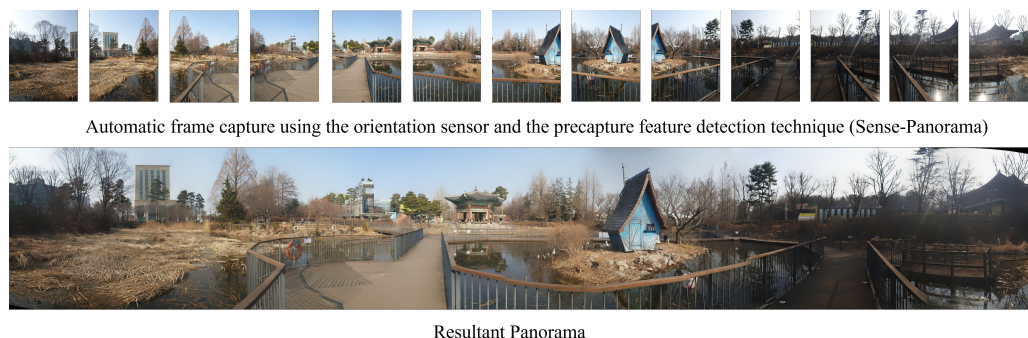 Automatic frame capture using the orientation sensor and the precapture feature detection technique (Sense-Panorama)
Resultant Panorama